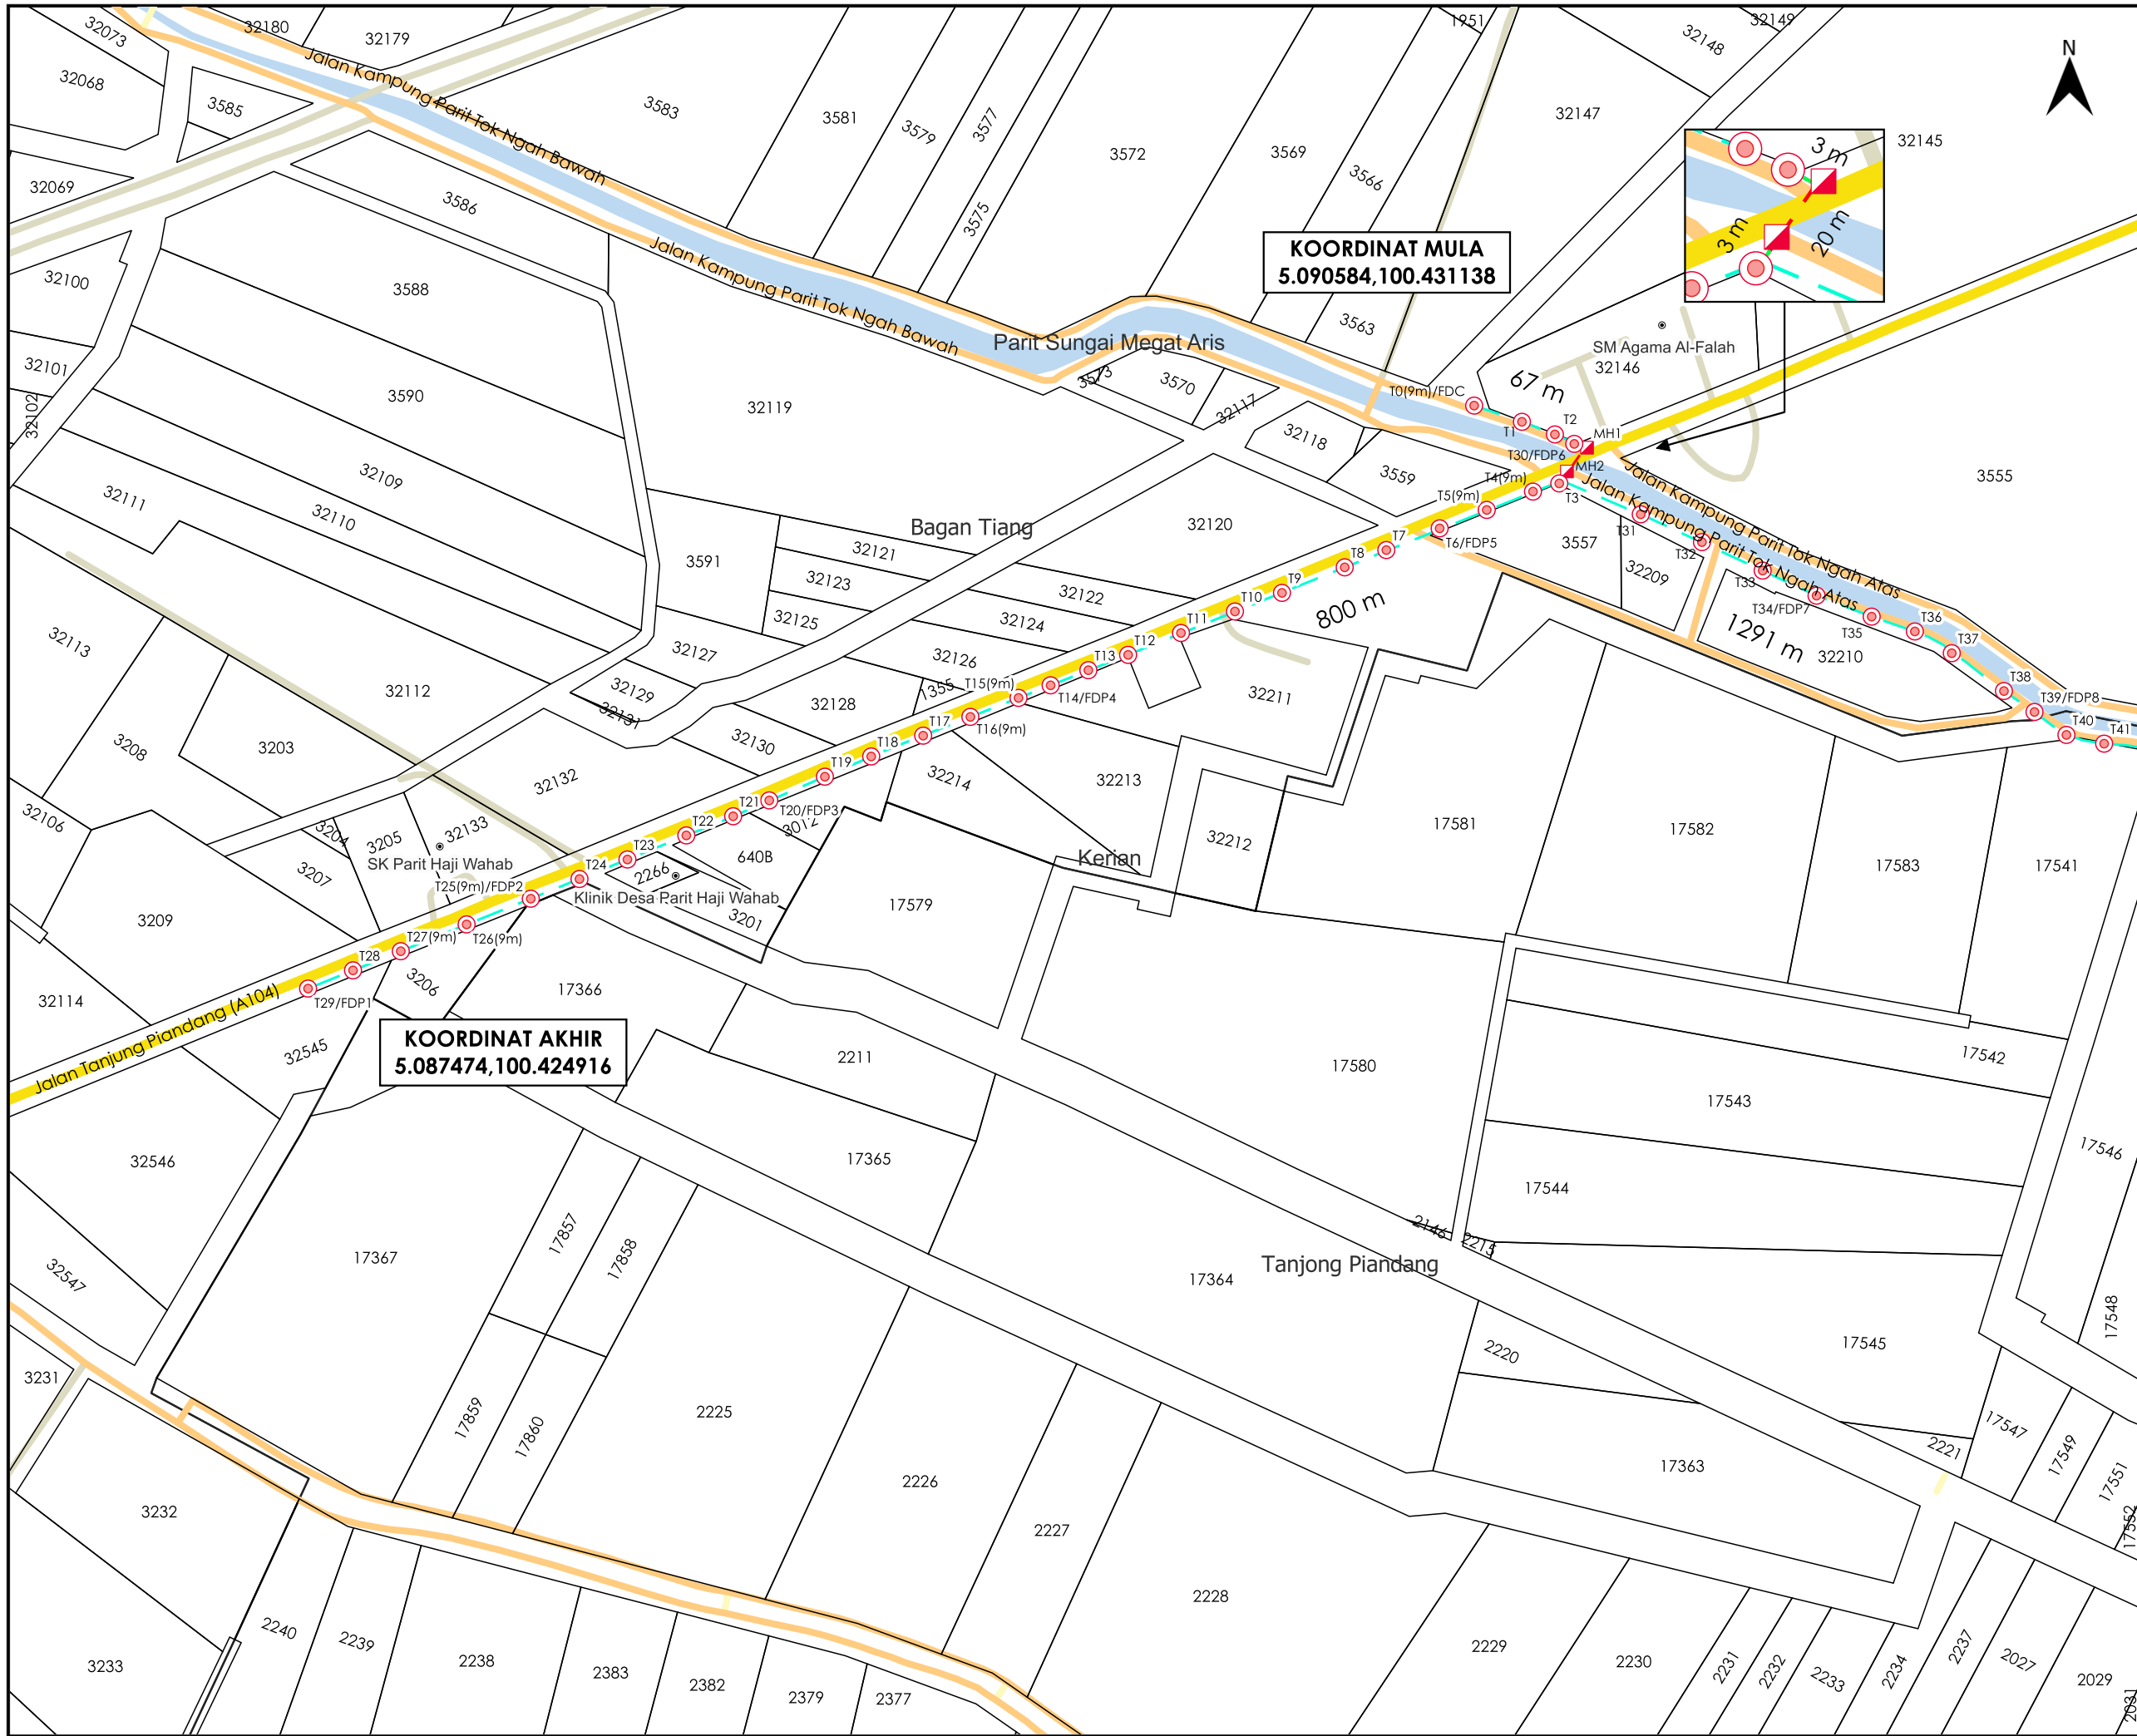 32073
32180
32179
1951
32149
32148
N
32068
3585
3583
3581
3579
3577
3572
3569
3566
32147
32145
Jalan Kampung Parit Tok Ngah Bawah
3 m
3 m
20 m
32069
3586
3575
Jalan Kampung Parit Tok Ngah Bawah
KOORDINAT MULA
5.090584,100.431138
32100
3588
3563
Parit Sungai Megat Aris
SM Agama Al-Falah
32146
32101
32102
3590
32119
3573
3570
32117
67 m
T0(9m)/FDC
T1
T2
MH1
T30/FDP6
MH2
32118
3559
T4(9m)
T3
T5(9m)
Jalan Kampung Parit Tok Ngah Atas
Jalan Kampung Parit Tok Ngah Atas
3555
32109
32111
32110
Bagan Tiang
32120
T7
T6/FDP5
3557
T31
T32
32209
T33
T34/FDP7
T35
T36
T37
3591
32121
32123
32125
32122
32124
32126
T8
T9
T10
T11
T12
T13
800 m
1291 m
32210
T38
T39/FDP8
T40
T41
32113
32112
32127
32129
32131
32128
1355
T15(9m)
T14/FDP4
32211
3208
3203
32130
T17
T16(9m)
T18
T19
32132
32214
32213
32106
3204
3205
32133
T21
T20/FDP3
T22
3012
T23
640B
32212
17581
17582
17583
17541
Kerian
SK Parit Haji Wahab
T24
2266
3207
T25(9m)/FDP2
Klinik Desa Parit Haji Wahab
3201
17579
3209
T27(9m)
T26(9m)
T28
3206
17366
T29/FDP1
32114
Jalan Tanjung Piandang (A104)
32545
KOORDINAT AKHIR
5.087474,100.424916
2211
17580
17542
17543
32546
17365
17546
17544
17857
17858
17367
2146
2215
Tanjong Piandang
17364
32547
17548
17545
2220
3231
17859
17860
2225
17547
2221
17549
17551
17552
17363
2226
3232
2227
2228
2240
2239
2238
2383
2382
2379
2377
3233
2229
2230
2231
2232
2233
2234
2237
2027
2029
2031